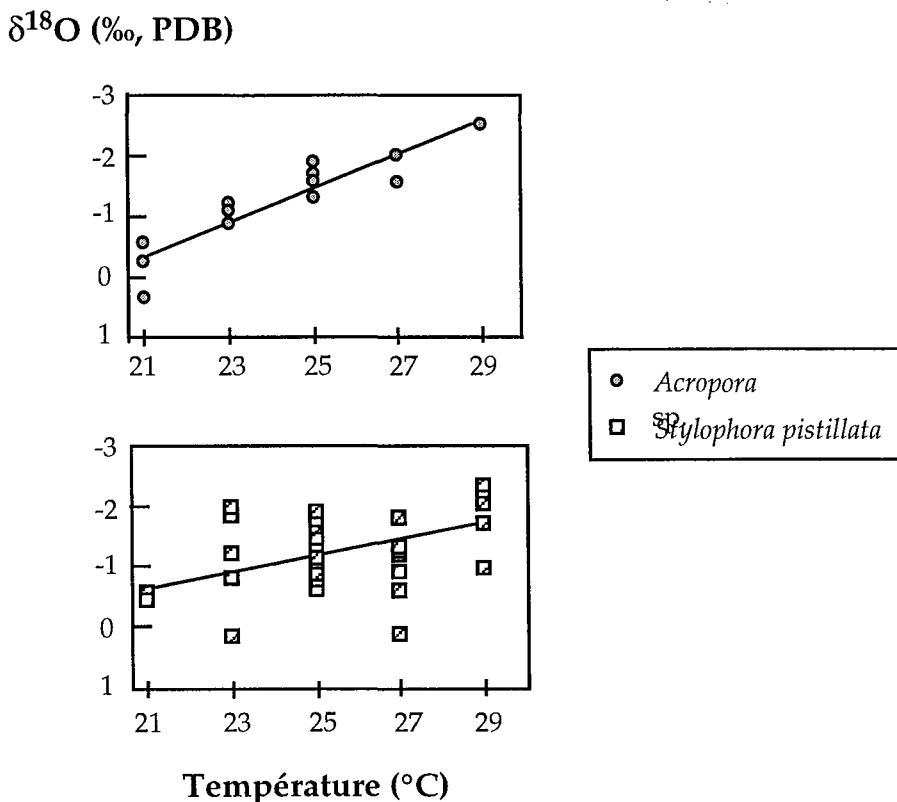 δ18O (‰, PDB)
-3
-2
-1
0
1
21 23 25 27 29
Acropora
sp.
Stylophora pistillata
-3
-2
-1
0
1
21 23 25 27 29
Température (°C)